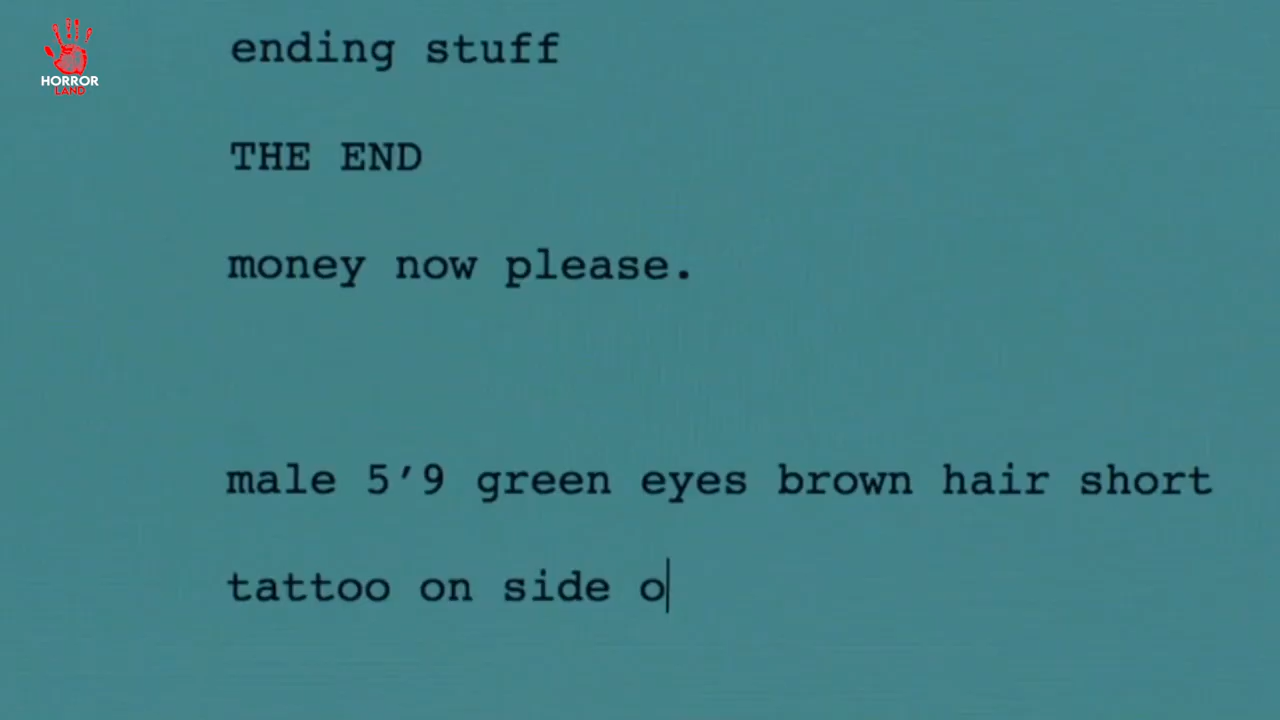 HORROR
LAND
ending stuff
THE END
money now please.
male 5'9 green eyes brown hair short
tattoo on side o